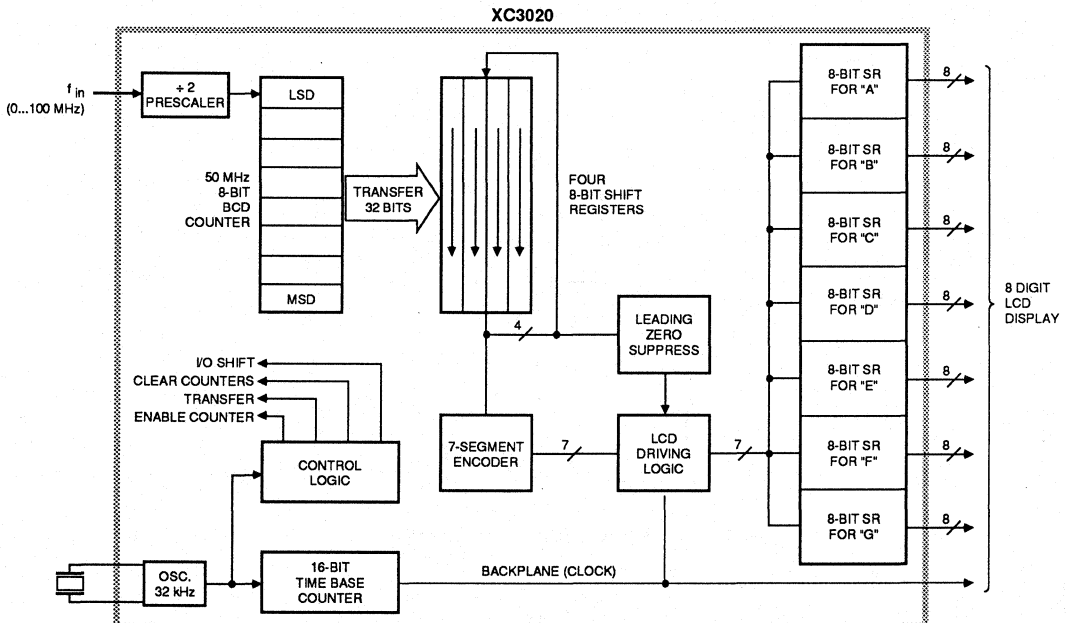 XC3020
f in
(0...100 MHz)
÷ 2
PRESCALER
LSD
50 MHz
8-BIT
BCD
COUNTER
MSD
TRANSFER
32 BITS
FOUR
8-BIT SHIFT
REGISTERS
4
LEADING
ZERO
SUPPRESS
I/O SHIFT
CLEAR COUNTERS
TRANSFER
ENABLE COUNTER
CONTROL
LOGIC
7-SEGMENT
ENCODER
7
LCD
DRIVING
LOGIC
7
OSC.
32 kHz
16-BIT
TIME BASE
COUNTER
BACKPLANE (CLOCK)
8-BIT SR
FOR "A"
8
8-BIT SR
FOR "B"
8
8-BIT SR
FOR "C"
8
8-BIT SR
FOR "D"
8
8-BIT SR
FOR "E"
8
8-BIT SR
FOR "F"
8
8-BIT SR
FOR "G"
8
8 DIGIT
LCD
DISPLAY